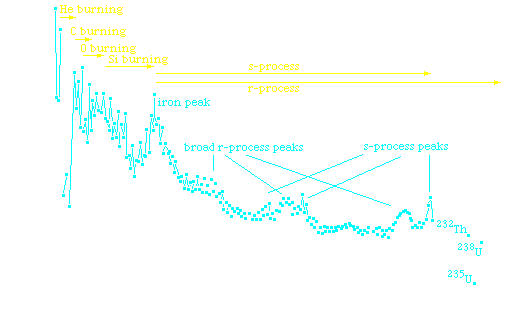 He burning
C burning
O burning
Si burning
s-process
r-process
iron peak
broad r-process peaks
s-process peaks
232Th
238U
235U